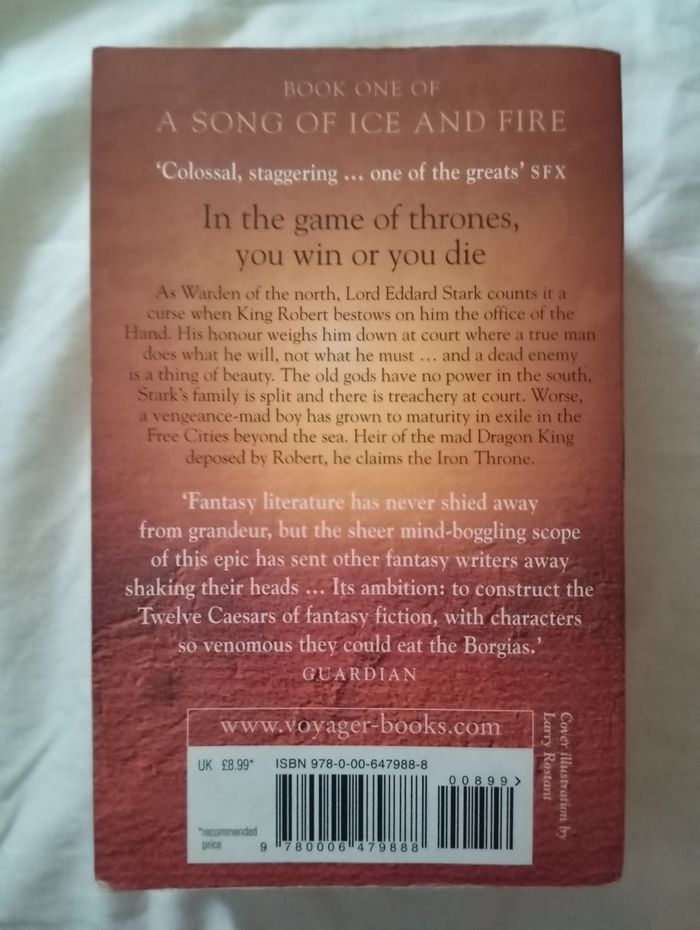 BOOK ONE OF
A SONG OF ICE AND FIRE
‘Colossal, staggering ... one of the greats’ SFX
In the game of thrones,
you win or you die
As Warden of the north, Lord Eddard Stark counts it a
curse when King Robert bestows on him the office of the
Hand. His honour weighs him down at court where a true man
does what he will, not what he must ... and a dead enemy
is a thing of beauty. The old gods have no power in the south,
Stark’s family is split and there is treachery at court. Worse,
a vengeance-mad boy has grown to maturity in exile in the
Free Cities beyond the sea. Heir of the mad Dragon King
deposed by Robert, he claims the Iron Throne.
‘Fantasy literature has never shied away
from grandeur, but the sheer mind-boggling scope
of this epic has sent other fantasy writers away
shaking their heads ... Its ambition: to construct the
Twelve Caesars of fantasy fiction, with characters
so venomous they could eat the Borgias.’
GUARDIAN
www.voyager-books.com
Cover illustration by
Larry Rostant
UK £8.99*
ISBN 978-0-00-647988-8
00899>
*recommended
price
9 780006 479888